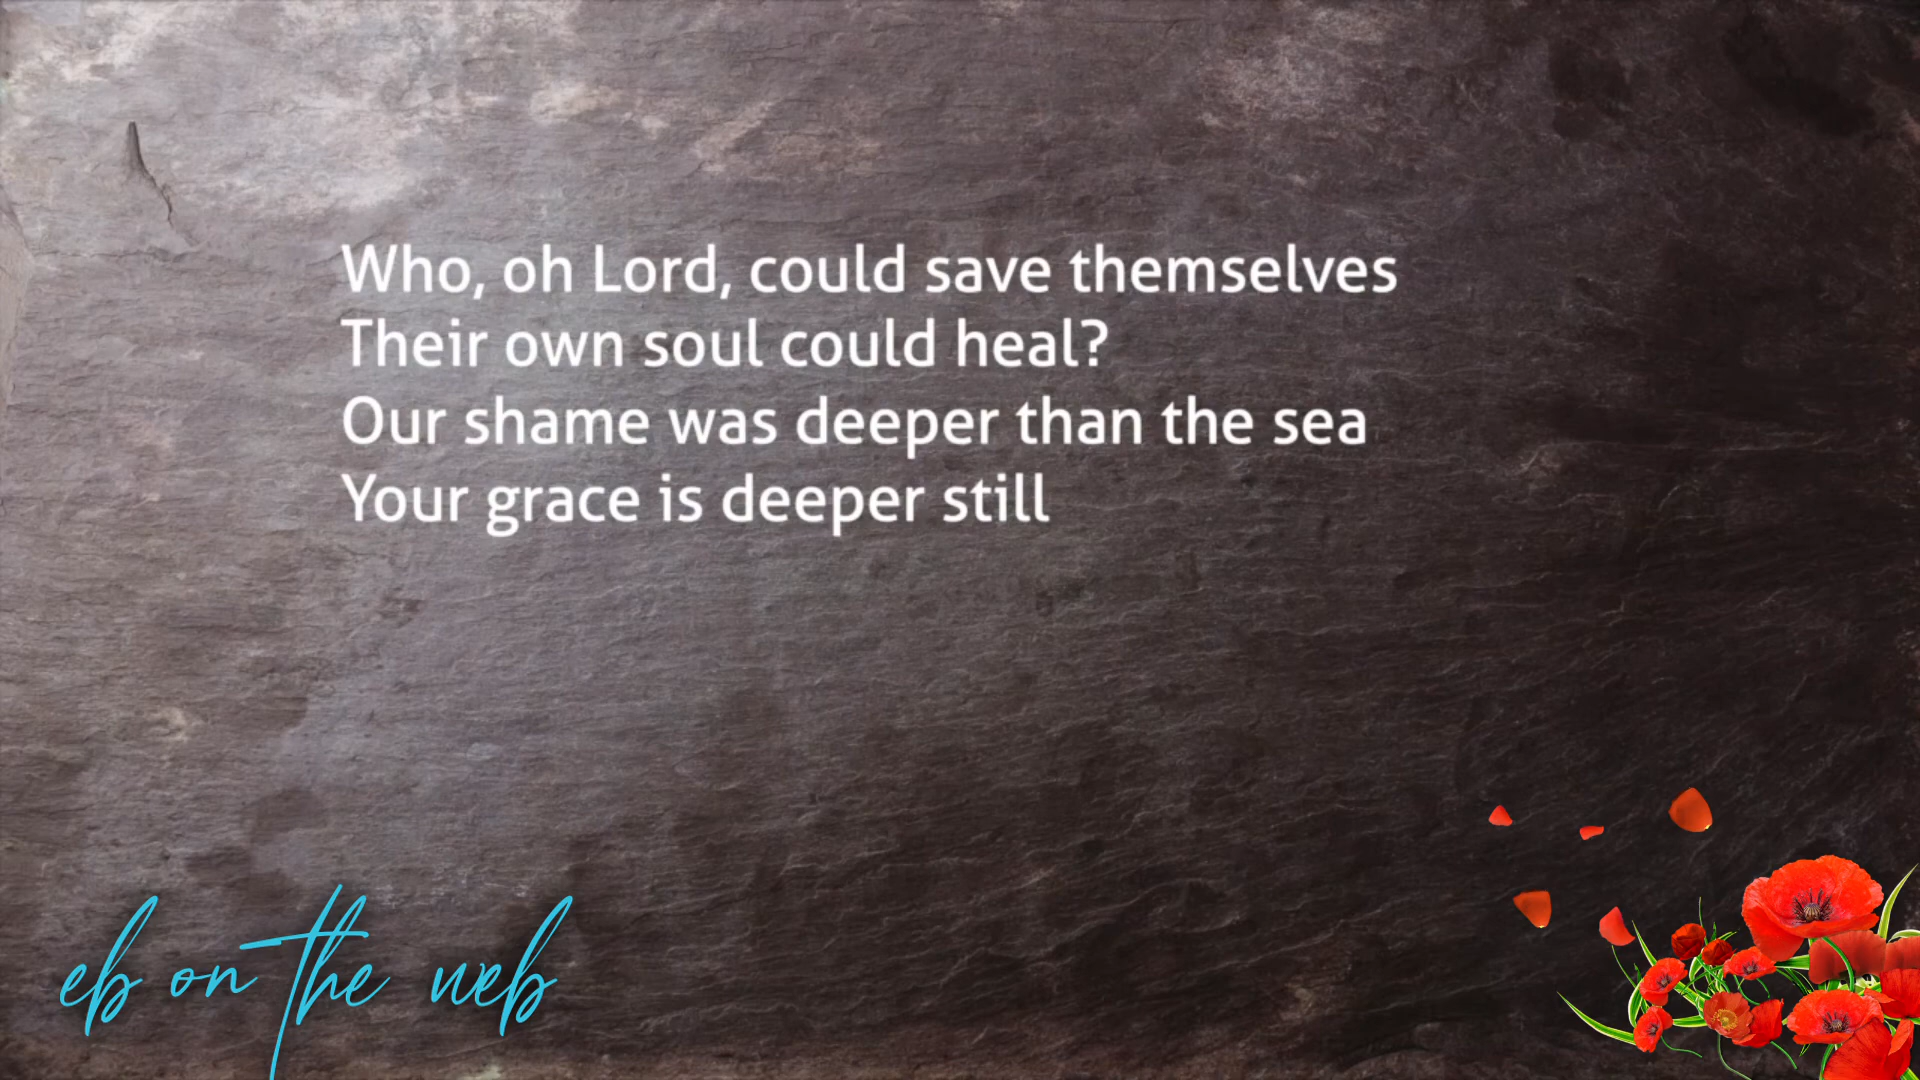 Who, oh Lord, could save themselves
Their own soul could heal?
Our shame was deeper than the sea
Your grace is deeper still
eb on the web